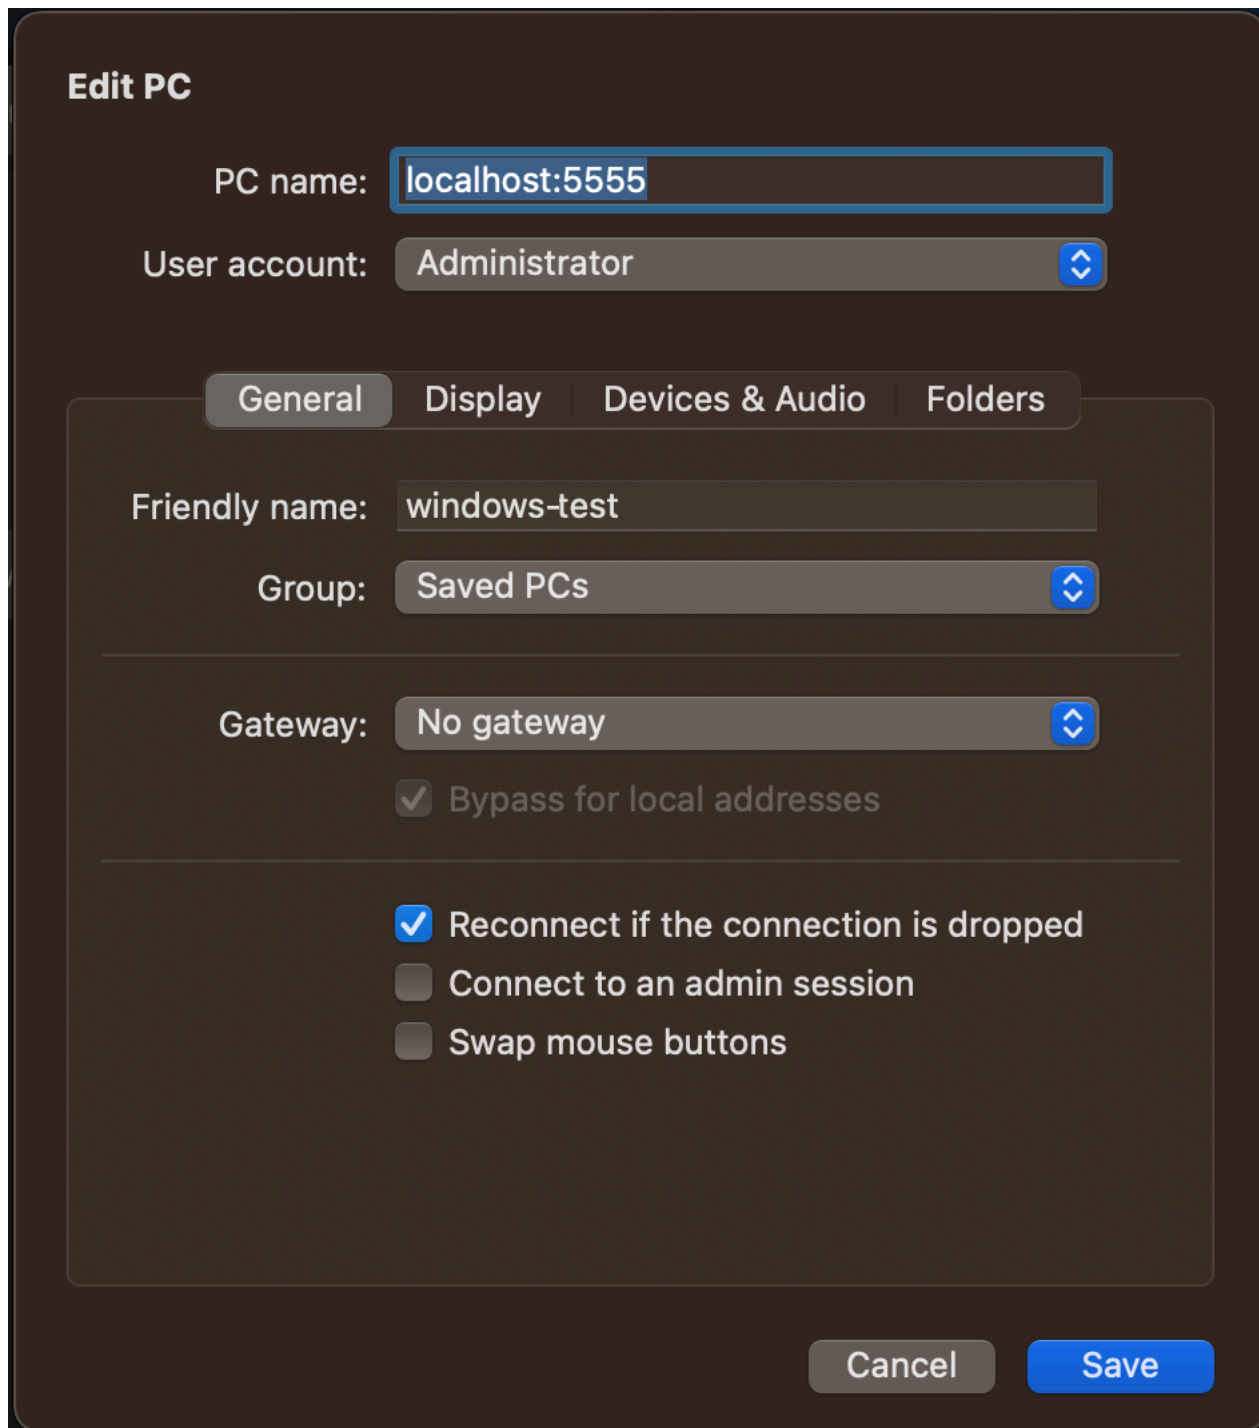 Edit PC
PC name: localhost:5555
User account: Administrator
General Display Devices & Audio Folders
Friendly name: windows-test
Group: Saved PCs
Gateway: No gateway
Bypass for local addresses
Reconnect if the connection is dropped
Connect to an admin session
Swap mouse buttons
Cancel Save